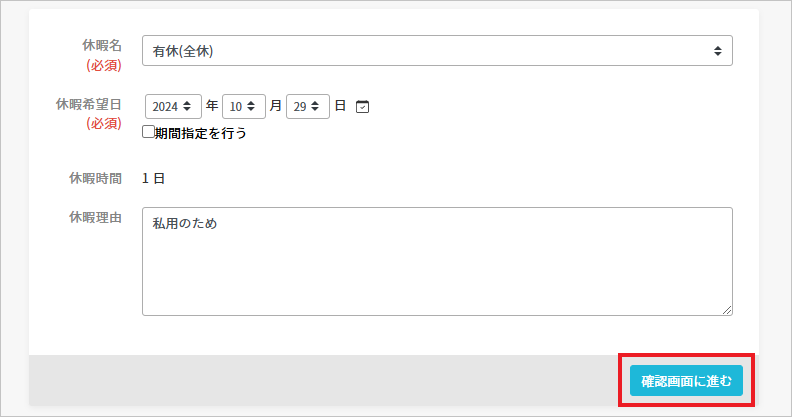 休暇名
(必須)
有休(全休)
休暇希望日
(必須)
2024 年 10 月 29 日
期間指定を行う
休暇時間
1 日
休暇理由
私用のため
確認画面に進む